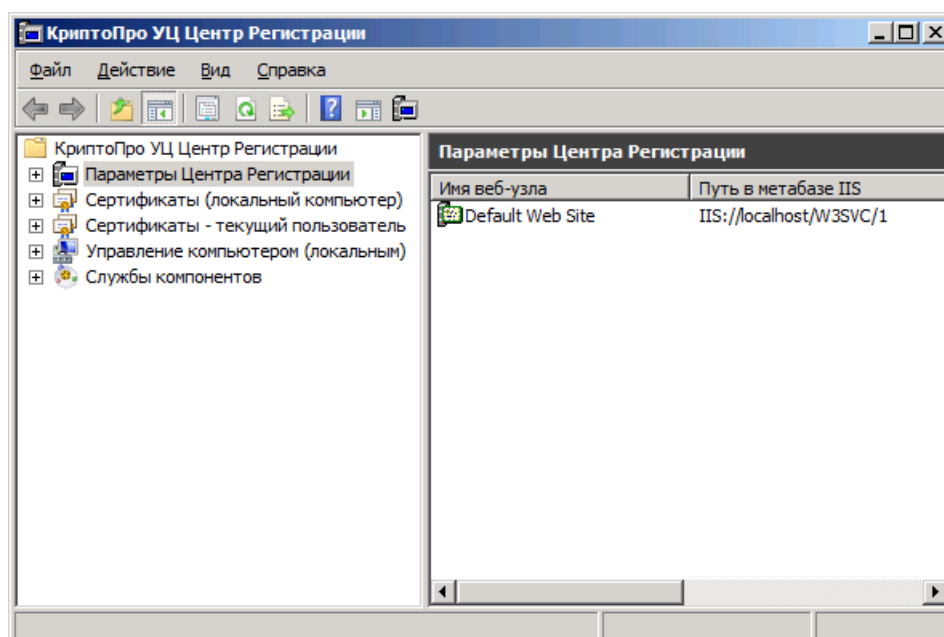 КриптоПро УЦ Центр Регистрации
Файл Действие Вид Справка
КриптоПро УЦ Центр Регистрации
Параметры Центра Регистрации
Сертификаты (локальный компьютер)
Сертификаты - текущий пользователь
Управление компьютером (локальным)
Службы компонентов
Параметры Центра Регистрации
Имя веб-узла Путь в метабазе IIS
Default Web Site IIS://localhost/W3SVC/1